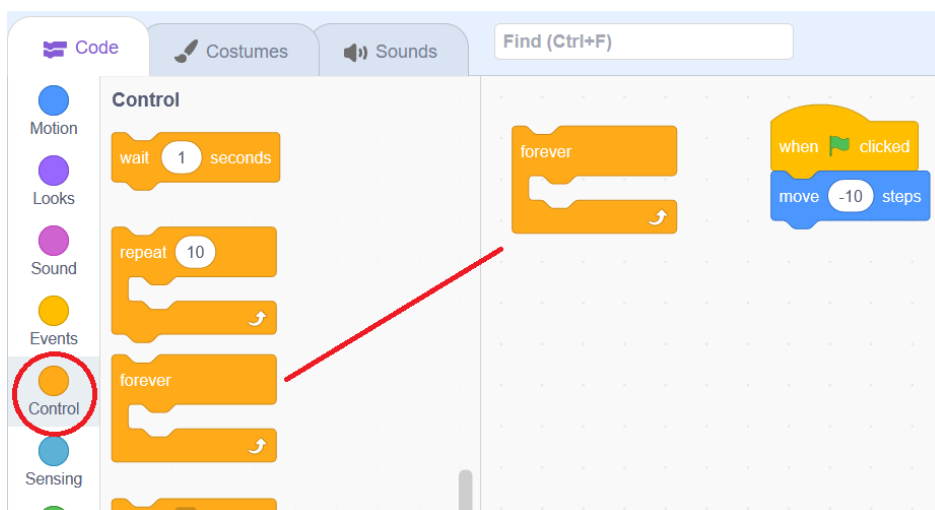 Code
Costumes
Sounds
Find (Ctrl+F)
Motion
Looks
Sound
Events
Control
Sensing
Control
wait 1 seconds
repeat 10
forever
forever
when clicked
move -10 steps